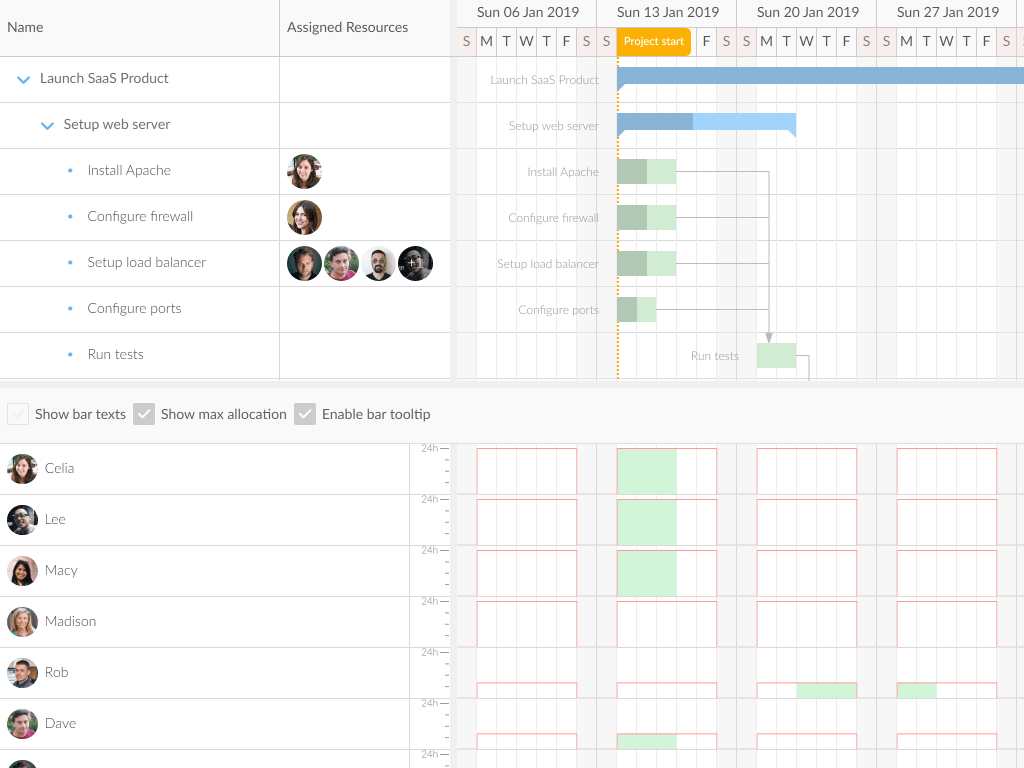 Name
Assigned Resources
Sun 06 Jan 2019 Sun 13 Jan 2019 Sun 20 Jan 2019 Sun 27 Jan 2019
S M T W T F S S Project start F S S M T W T F S S M T W T F S
Launch SaaS Product
Launch SaaS Product
Setup web server
Setup web server
Install Apache
Install Apache
Configure firewall
Configure firewall
Setup load balancer
+1
Setup load balancer
Configure ports
Configure ports
Run tests
Run tests
Show bar texts Show max allocation Enable bar tooltip
24h
Celia
24h
Lee
24h
Macy
24h
Madison
24h
Rob
24h
Dave
24h